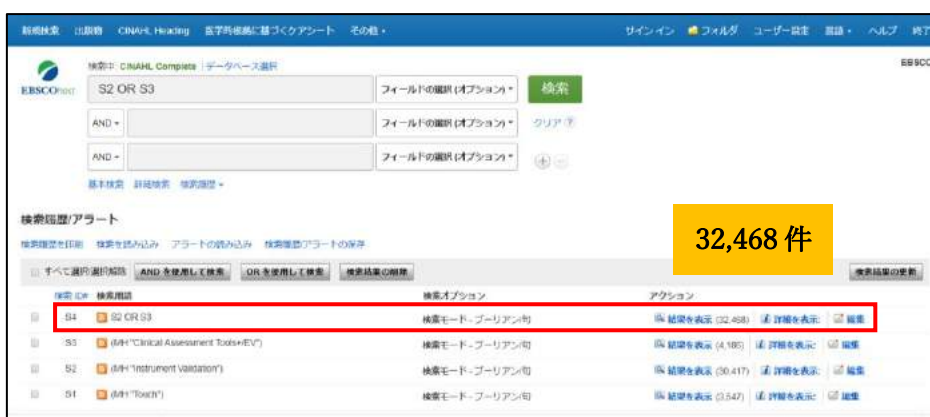 新規検索 出版物 CINAHL Heading 医学的根拠に基づくケアシート その他 サインイン フォルダ ユーザー設定 言語 ヘルプ 終了
検索中: CINAHL Complete データベース選択
EBSCO
EBSCOhost S2 OR S3 フィールドの選択 (オプション) 検索
AND フィールドの選択 (オプション) クリア ?
AND フィールドの選択 (オプション) + -
基本検索 詳細検索 検索履歴
検索履歴/アラート
32,468 件
検索履歴を印刷 検索を読み込み アラートの読み込み 検索履歴/アラートの保存
すべて選択/選択解除 AND を使用して検索 OR を使用して検索 検索結果の削除 検索結果の更新
検索 ID# 検索用語 検索オプション アクション
S4 S2 OR S3 検索モード - ブーリアン/句 結果を表示 (32,468) 詳細を表示 編集
S3 (MH "Clinical Assessment Tools+/EV") 検索モード - ブーリアン/句 結果を表示 (4,186) 詳細を表示 編集
S2 (MH "Instrument Validation") 検索モード - ブーリアン/句 結果を表示 (30,417) 詳細を表示 編集
S1 (MH "Touch") 検索モード - ブーリアン/句 結果を表示 (3,547) 詳細を表示 編集